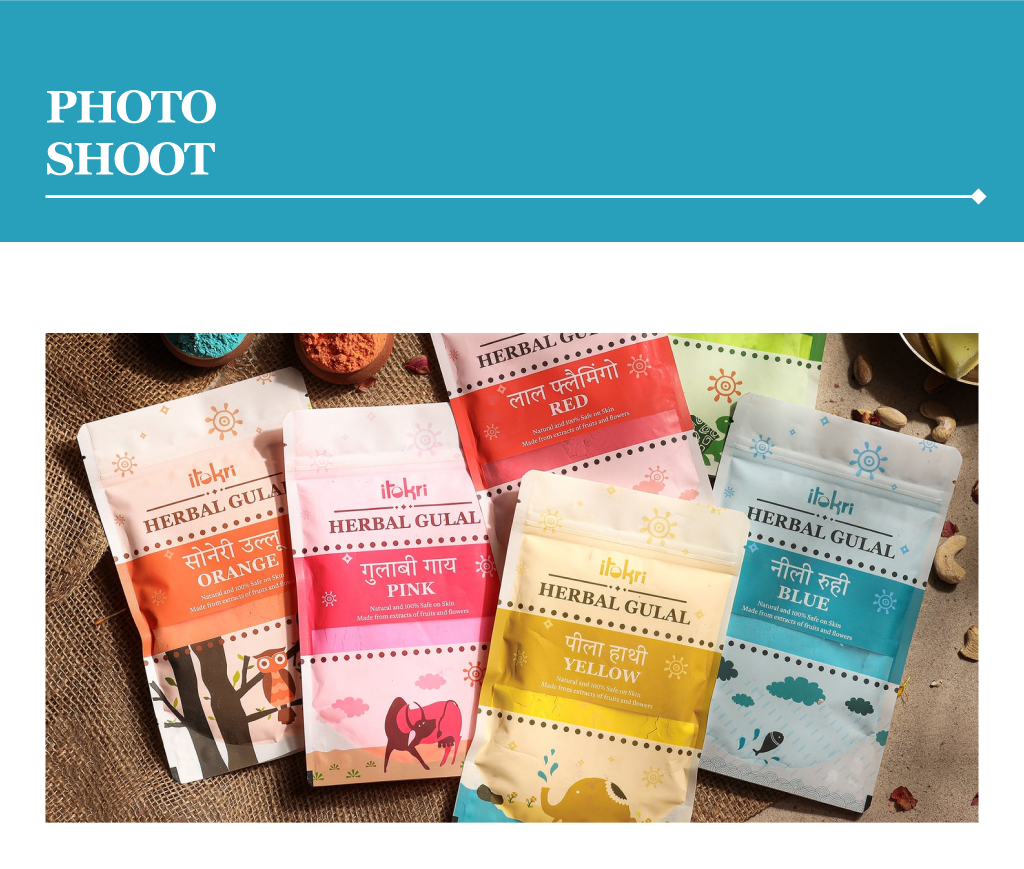 PHOTO
SHOOT
HERBAL GU
लाल फ्लैमिंगो
RED
Natural and 100% Safe on Skin
Made from extracts of fruits and flowers
itokri
HERBAL GULAL
सोनेरी उल्लू
ORANGE
Natural and 100% Safe on Skin
Made from extracts of fruits and
itokri
HERBAL GULAL
गुलाबी गाय
PINK
Natural and 100% Safe on Skin
Made from extracts of fruits and flowers
itokri
HERBAL GULAL
पीला हाथी
YELLOW
Natural and 100% Safe on Skin
Made from extracts of fruits and flowers
itokri
HERBAL GULAL
नीली रुही
BLUE
Natural and 100% Safe on Skin
Made from extracts of fruits and flowers